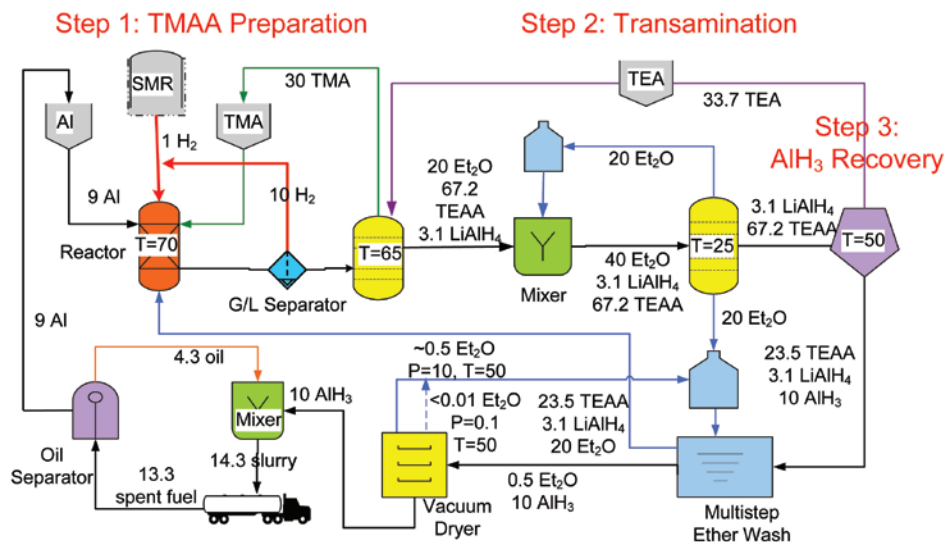 Step 1: TMAA Preparation
Step 2: Transamination
SMR
30 TMA
TEA
33.7 TEA
Al
TMA
Step 3:
AlH₃ Recovery
1 H₂
20 Et₂O
67.2
TEAA
3.1 LiAlH₄
20 Et₂O
9 Al
10 H₂
3.1 LiAlH₄
67.2 TEAA
Reactor
T=70
T=65
T=25
T=50
G/L Separator
Mixer
40 Et₂O
3.1 LiAlH₄
67.2 TEAA
9 Al
20 Et₂O
4.3 oil
~0.5 Et₂O
P=10, T=50
23.5 TEAA
3.1 LiAlH₄
10 AlH₃
10 AlH₃
<0.01 Et₂O
P=0.1
T=50
23.5 TEAA
3.1 LiAlH₄
20 Et₂O
Mixer
Oil
Separator
14.3 slurry
13.3
spent fuel
0.5 Et₂O
10 AlH₃
Vacuum
Dryer
Multistep
Ether Wash